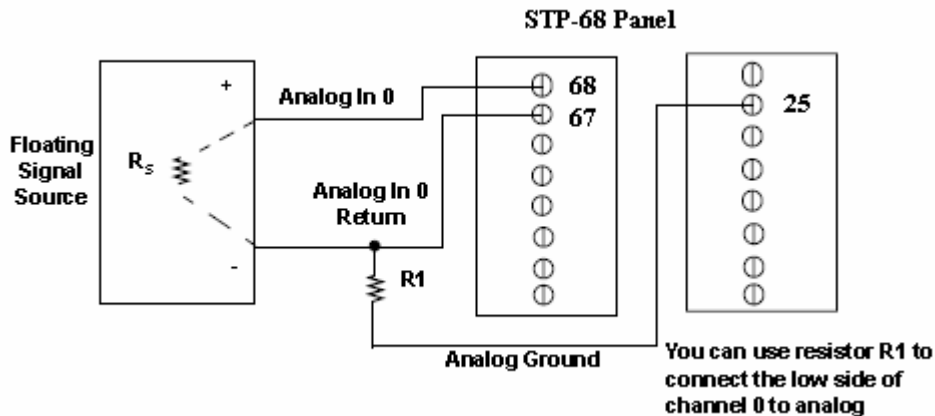 STP-68 Panel
+
Analog In 0
68
67
25
Floating
Signal
Source
Rs
Analog In 0
Return
-
R1
Analog Ground
You can use resistor R1 to
connect the low side of
channel 0 to analog